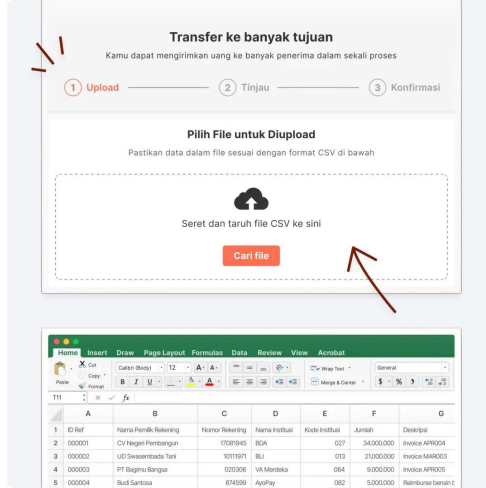 Transfer ke banyak tujuan
Kamu dapat mengirimkan uang ke banyak penerima dalam sekali proses
1 Upload 2 Tinjau 3 Konfirmasi
Pilih File untuk Diupload
Pastikan data dalam file sesuai dengan format CSV di bawah
Seret dan taruh file CSV ke sini
Cari file
Home Insert Draw Page Layout Formulas Data Review View Acrobat
Cut Calibri (Body) 12 A A Wrap Text General
Copy
Paste Format B I U A Merge & Center $ % 9
T11 fx
A B C D E F G
1 ID Ref Nama Pemilik Rekening Nomor Rekening Nama Institusi Kode Institusi Jumlah Deskripsi
2 000001 CV Negeri Pembangun 17081945 BDA 027 34.000.000 Invoice APR004
3 000002 UD Swasembada Tani 10111971 BLI 013 21.000.000 Invoice MAR003
4 000003 PT Bagimu Bangsa 020306 VA Merdeka 064 9.000.000 Invoice APR005
5 000004 Budi Santosa 874599 AyoPay 082 5.000.000 Reimburse bensin